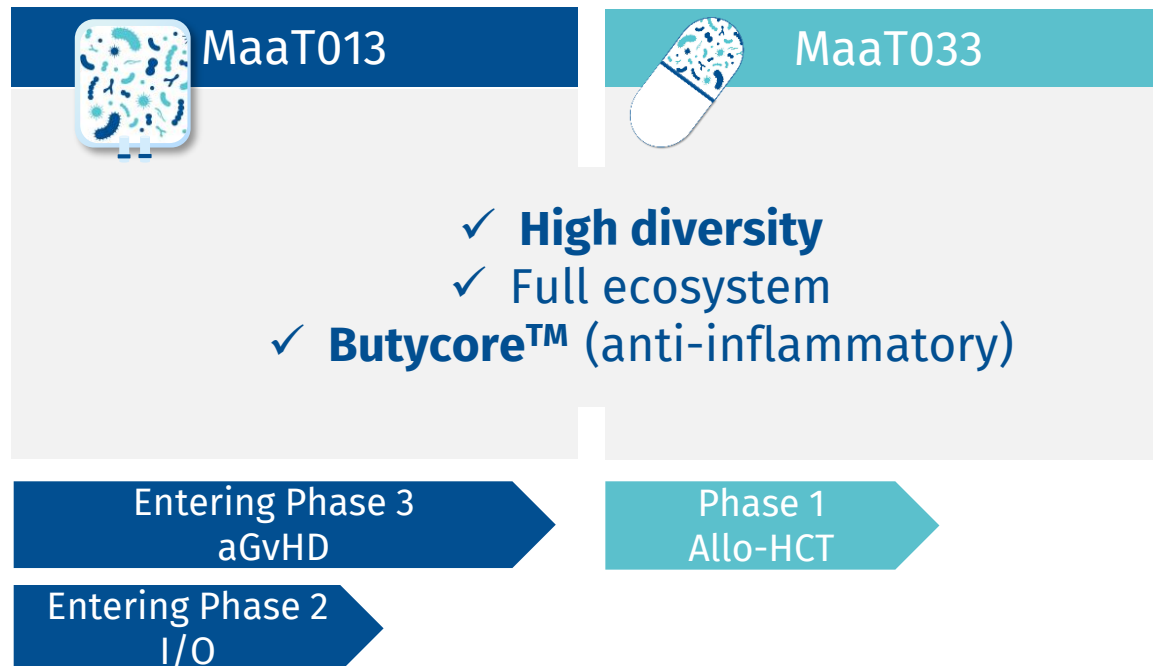 MaaT013
MaaT033
✓ High diversity
✓ Full ecosystem
✓ Butycore™ (anti-inflammatory)
Entering Phase 3
aGvHD
Phase 1
Allo-HCT
Entering Phase 2
I/O